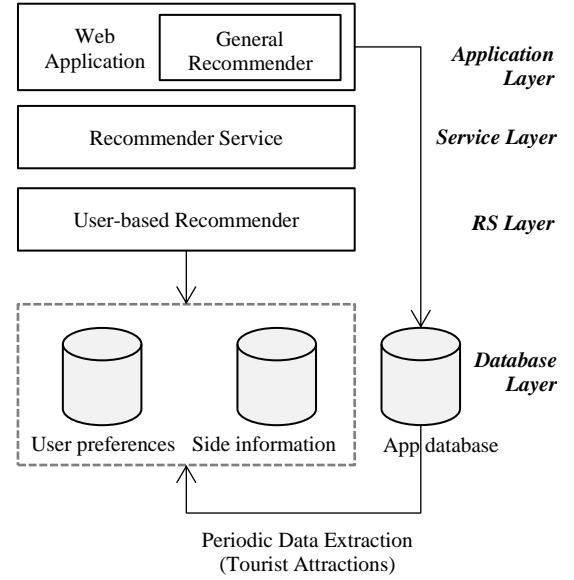 Web
Application
General
Recommender
Application
Layer
Recommender Service
Service Layer
User-based Recommender
RS Layer
Database
Layer
User preferences
Side information
App database
Periodic Data Extraction
(Tourist Attractions)